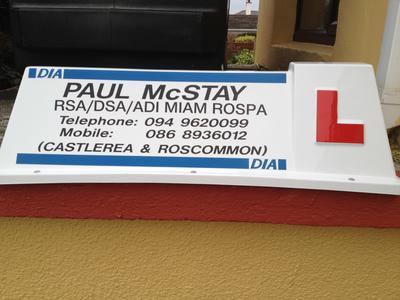 DIA
PAUL McSTAY
RSA/DSA/ADI MIAM ROSPA
Telephone: 094 9620099
Mobile: 086 8936012
(CASTLEREA & ROSCOMMON)
DIA
L